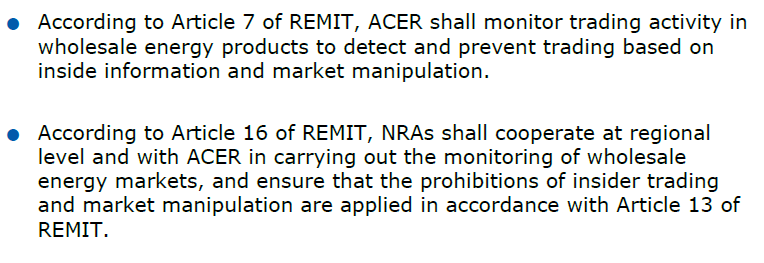 According to Article 7 of REMIT, ACER shall monitor trading activity in
wholesale energy products to detect and prevent trading based on
inside information and market manipulation.
According to Article 16 of REMIT, NRAs shall cooperate at regional
level and with ACER in carrying out the monitoring of wholesale
energy markets, and ensure that the prohibitions of insider trading
and market manipulation are applied in accordance with Article 13 of
REMIT.